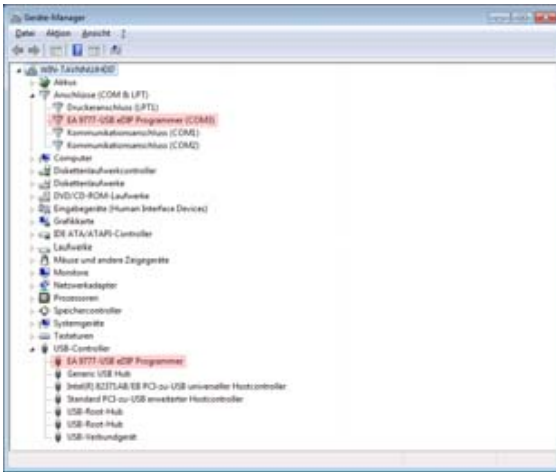 Geräte-Manager
Datei Aktion Ansicht ?
Akkus
Anschlüsse (COM & LPT)
Druckeranschluss (LPT1)
EA 9777-USB eDIP Programmer (COM3)
Kommunikationsanschluss (COM1)
Kommunikationsanschluss (COM2)
Computer
Diskettenlaufwerkcontroller
Diskettenlaufwerke
DVD/CD-ROM-Laufwerke
Eingabegeräte (Human Interface Devices)
Grafikkarte
IDE ATA/ATAPI-Controller
Laufwerke
Mäuse und andere Zeigegeräte
Monitore
Netzwerkadapter
Prozessoren
Speichercontroller
Systemgeräte
Tastaturen
USB-Controller
EA 9777-USB eDIP Programmer
Generic USB Hub
Intel(R) 82371AB/EB PCI-zu-USB universeller Hostcontroller
Standard PCI-zu-USB erweiterter Hostcontroller
USB-Root-Hub
USB-Root-Hub
USB-Verbundgerät